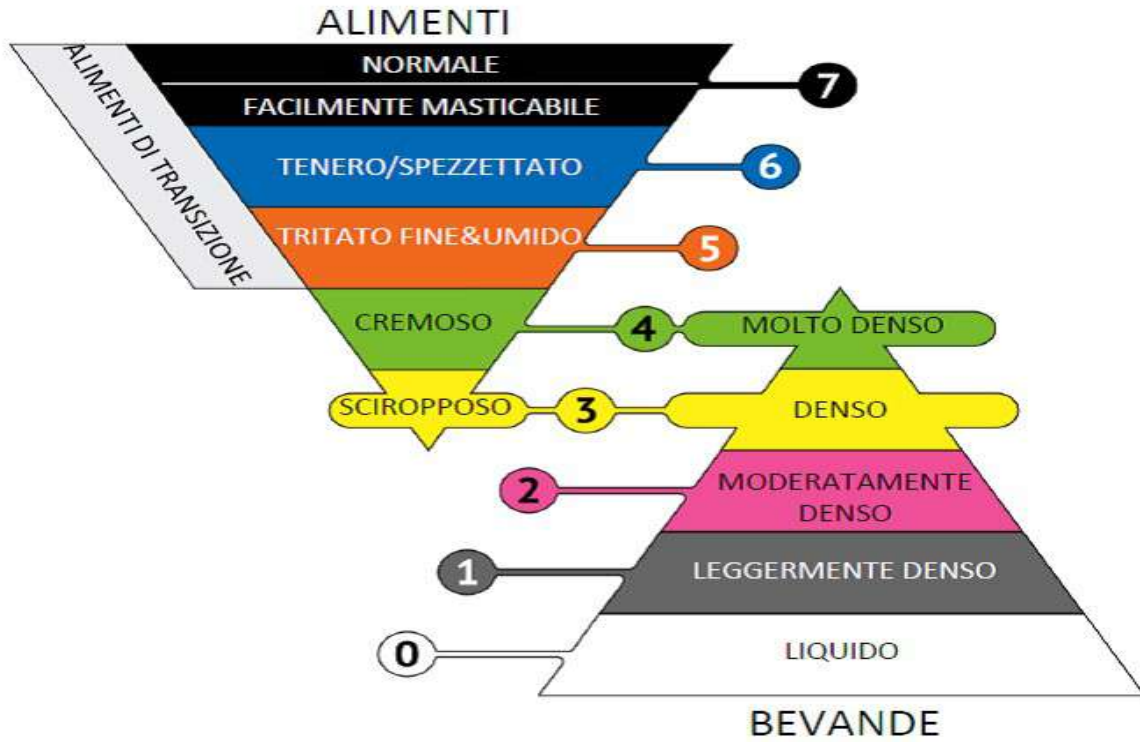 ALIMENTI
ALIMENTI DI TRANSIZIONE
NORMALE
7
FACILMENTE MASTICABILE
TENERO/SPEZZETTATO
6
TRITATO FINE&UMIDO
5
CREMOSO
4
MOLTO DENSO
SCIROPPOSO
3
DENSO
2
MODERATAMENTE
DENSO
1
LEGGERMENTE DENSO
0
LIQUIDO
BEVANDE